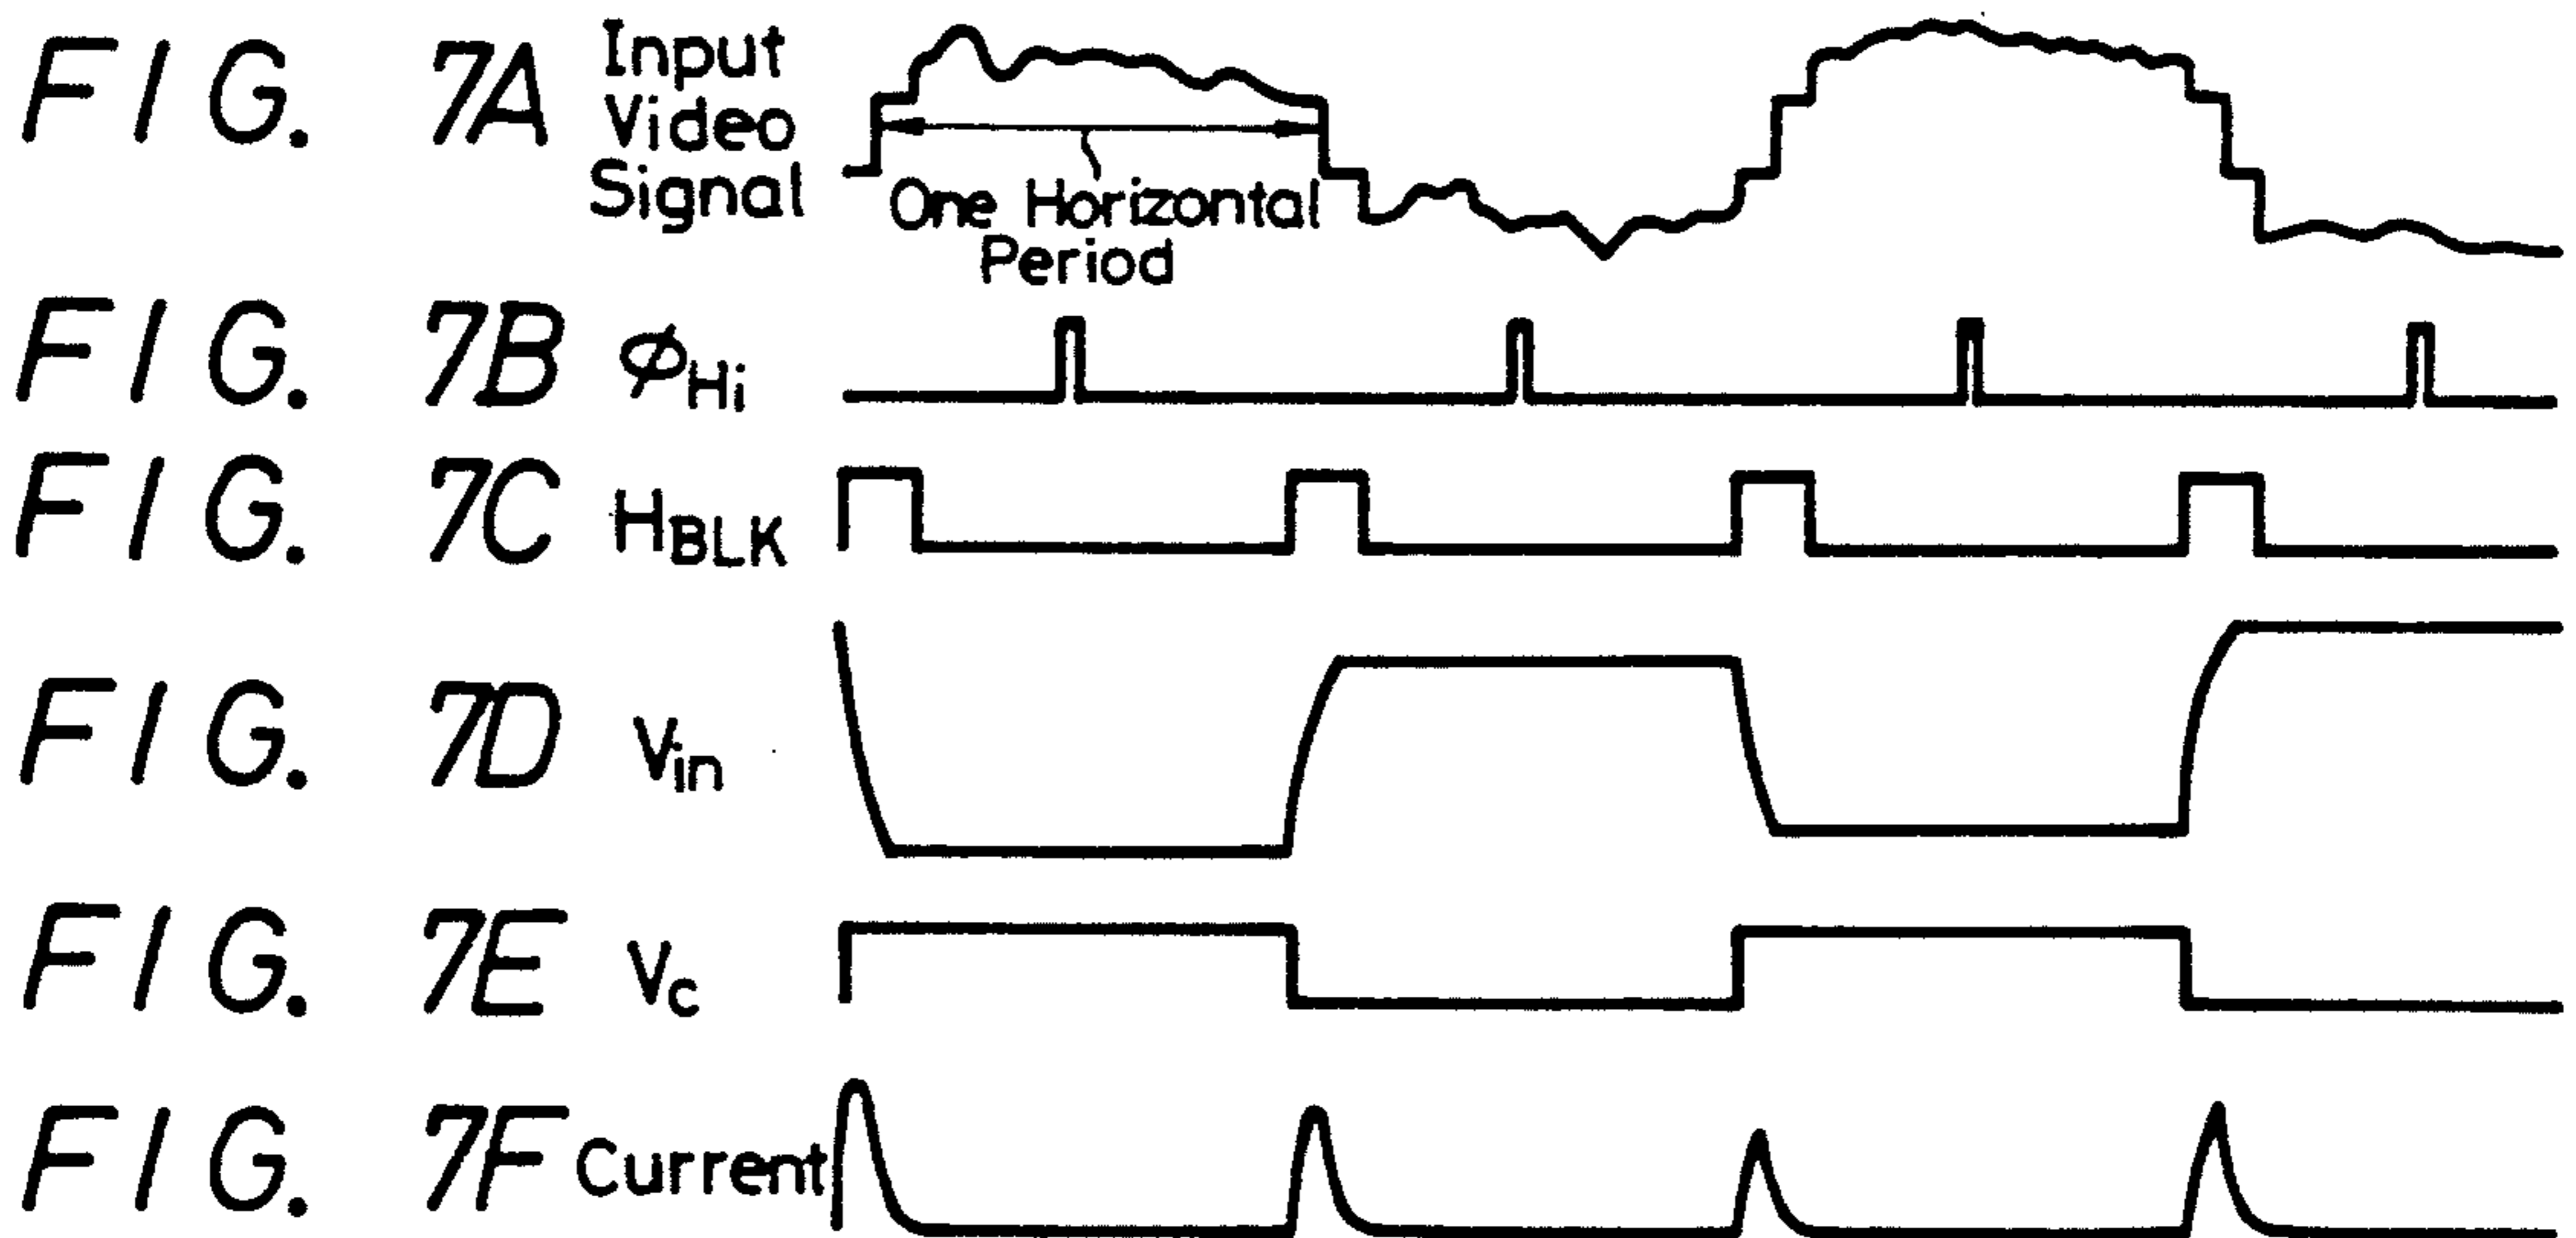 FIG. 7A Input
Video
Signal
One Horizontal
Period
FIG. 7B ϕHi
FIG. 7C HBLK
FIG. 7D Vin
FIG. 7E Vc
FIG. 7F Current